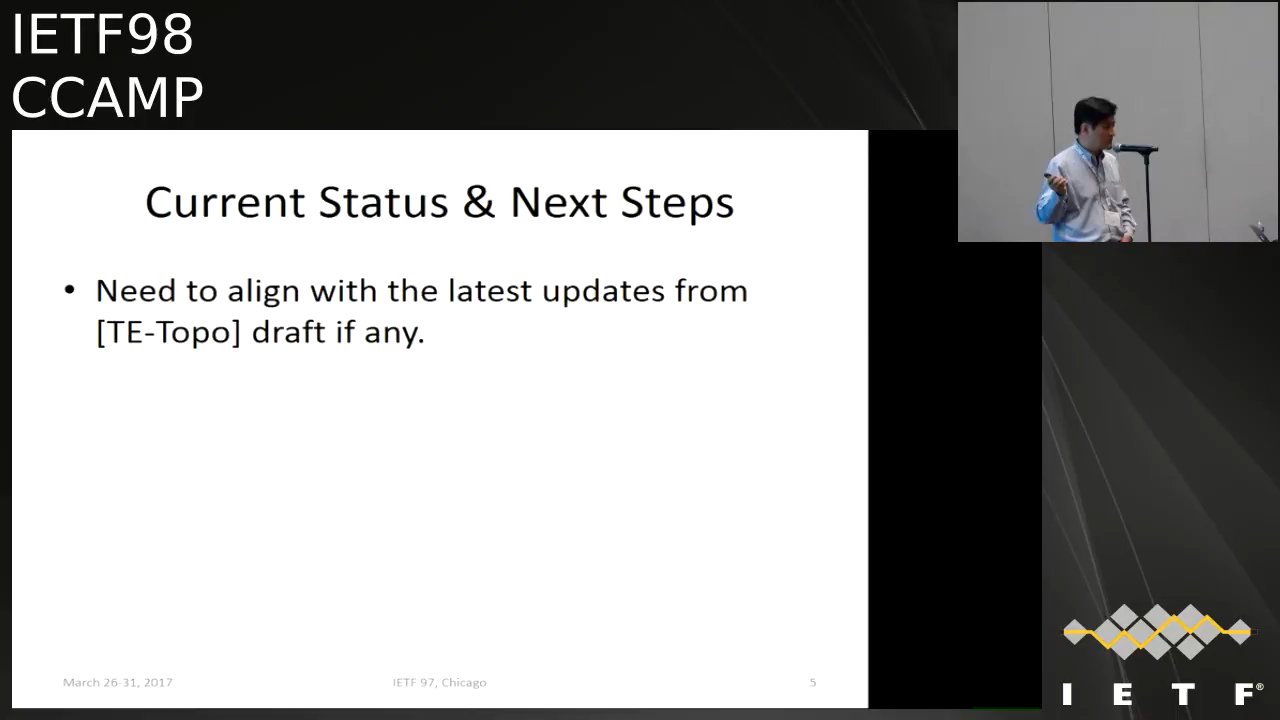 IETF98
CCAMP
Current Status & Next Steps
• Need to align with the latest updates from
[TE-Topo] draft if any.
March 26-31, 2017
IETF 97, Chicago
5
I E T F®